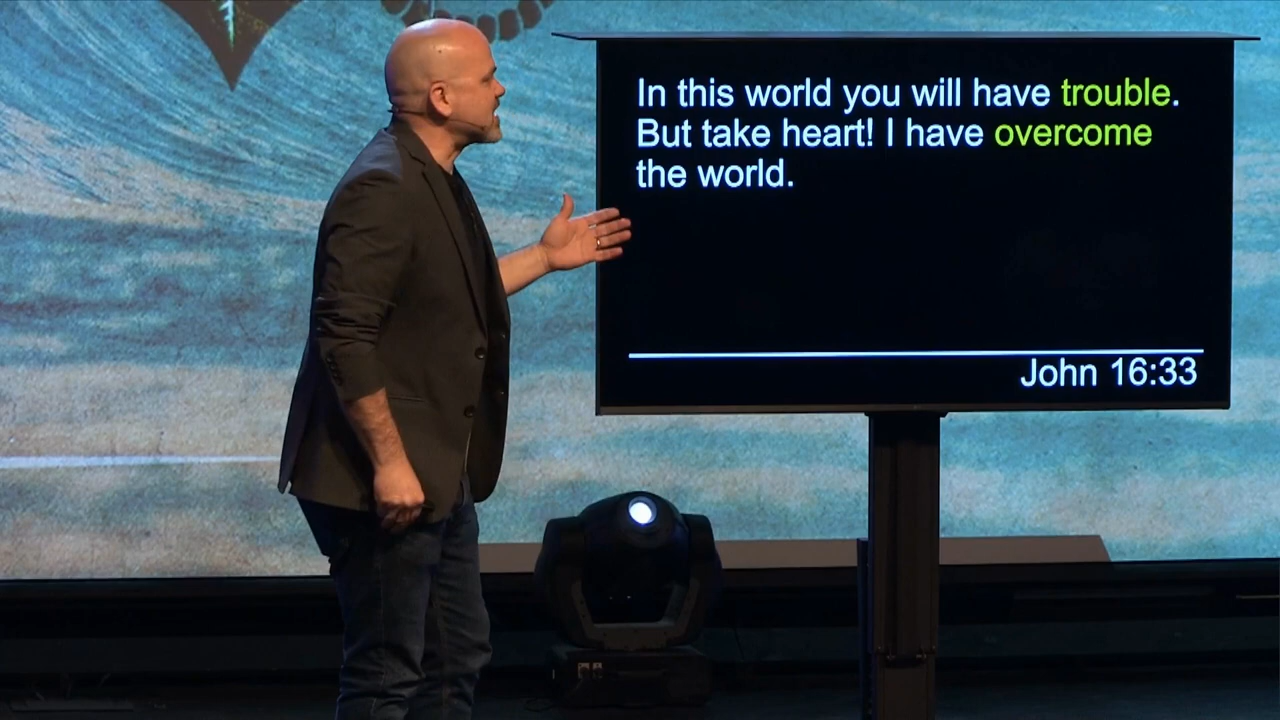 In this world you will have trouble.
But take heart! I have overcome
the world.
John 16:33